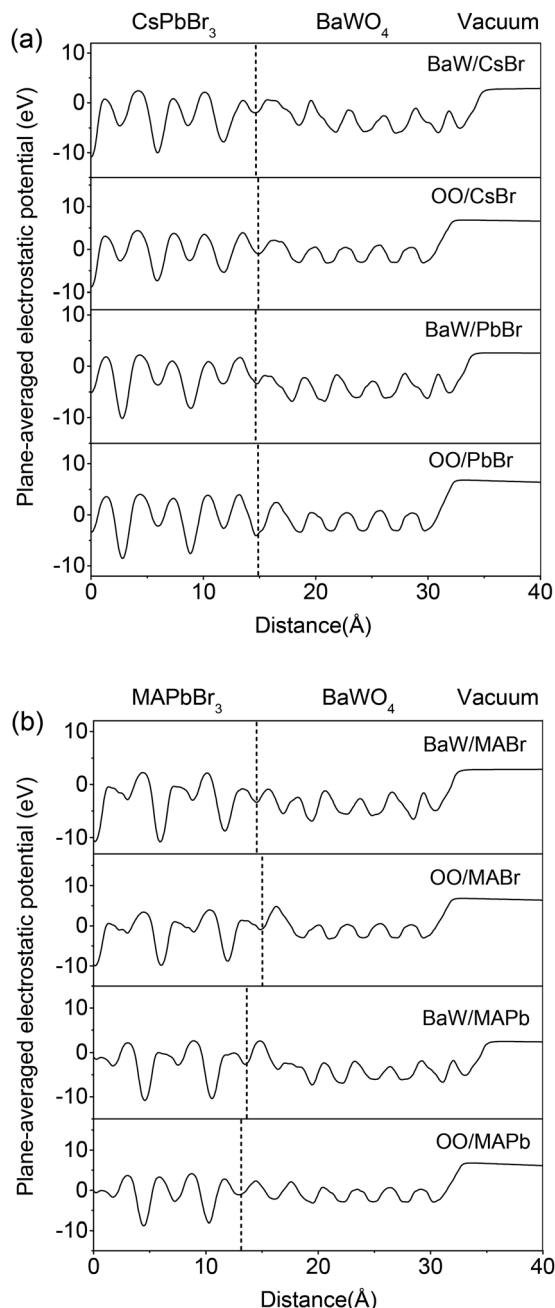 (a)
CsPbBr3 BaWO4 Vacuum
Plane-averaged electrostatic potential (eV)
10
0
-10
BaW/CsBr
10
0
-10
OO/CsBr
10
0
-10
BaW/PbBr
10
0
-10
OO/PbBr
0 10 20 30 40
Distance(Å)
(b)
MAPbBr3 BaWO4 Vacuum
Plane-averaged electrostatic potential (eV)
10
0
-10
BaW/MABr
10
0
-10
OO/MABr
10
0
-10
BaW/MAPb
10
0
-10
OO/MAPb
0 10 20 30 40
Distance(Å)